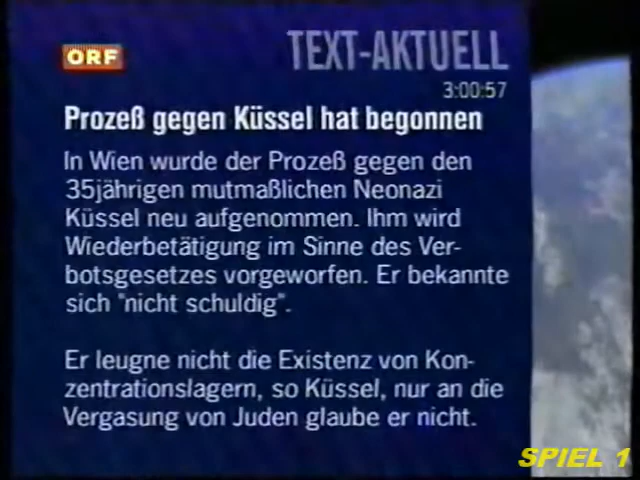 ORF
TEXT-AKTUELL
3:00:57
Prozeß gegen Küssel hat begonnen
In Wien wurde der Prozeß gegen den
35jährigen mutmaßlichen Neonazi
Küssel neu aufgenommen. Ihm wird
Wiederbetätigung im Sinne des Ver-
botsgesetzes vorgeworfen. Er bekannte
sich "nicht schuldig".
Er leugne nicht die Existenz von Kon-
zentrationslagern, so Küssel, nur an die
Vergasung von Juden glaube er nicht.
SPIEL 1